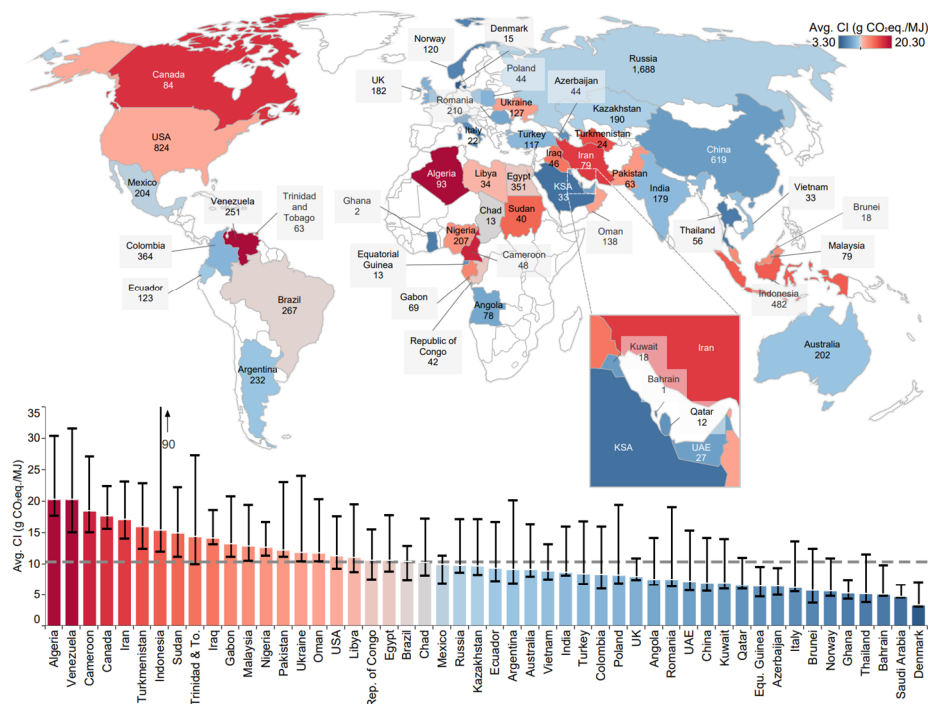 Avg. CI (g CO₂eq./MJ)
3.30 20.30
Denmark
15
Norway
120
Poland
44
Azerbaijan
44
Russia
1,688
Canada
84
UK
182
Romania
210
Ukraine
127
Kazakhstan
190
USA
824
Italy
22
Turkey
117
Turkmenistan
24
China
619
Algeria
93
Libya
34
Egypt
351
Iraq
46
Iran
79
Pakistan
63
India
179
Mexico
204
Venezuela
251
Trinidad
and
Tobago
63
Ghana
2
Chad
13
Sudan
40
KSA
33
Vietnam
33
Brunei
18
Colombia
364
Nigeria
207
Oman
138
Thailand
56
Malaysia
79
Equatorial
Guinea
13
Cameroon
48
Ecuador
123
Gabon
69
Angola
78
Indonesia
482
Brazil
267
Republic of
Congo
42
Australia
202
Argentina
232
Kuwait
18
Iran
Bahrain
1
Qatar
12
KSA
UAE
27
Avg. CI (g CO₂eq./MJ)
35
30
25
20
15
10
5
0
90
Algeria
Venezuela
Cameroon
Canada
Iran
Turkmenistan
Indonesia
Sudan
Trinidad & To.
Iraq
Gabon
Malaysia
Nigeria
Pakistan
Ukraine
Oman
USA
Libya
Rep. of Congo
Egypt
Brazil
Chad
Mexico
Russia
Kazakhstan
Ecuador
Argentina
Australia
Vietnam
India
Turkey
Colombia
Poland
UK
Angola
Romania
UAE
China
Kuwait
Qatar
Equ. Guinea
Azerbaijan
Italy
Brunei
Norway
Ghana
Thailand
Bahrain
Saudi Arabia
Denmark